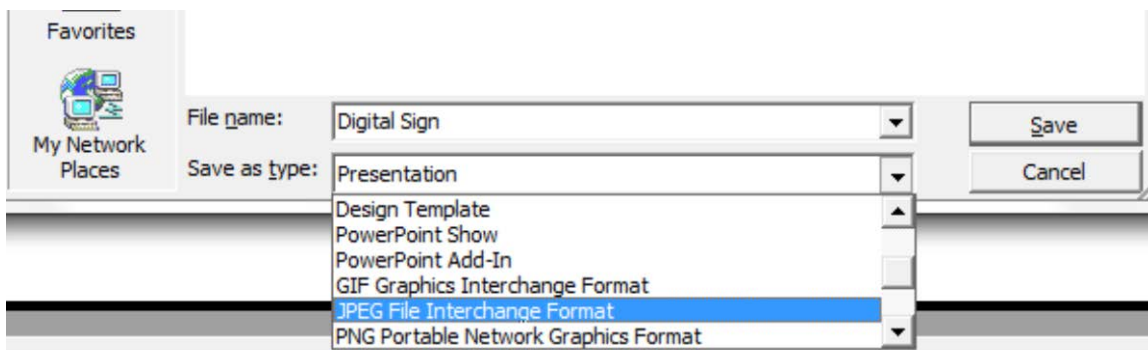 Favorites
My Network
Places
File name:
Digital Sign
Save
Save as type:
Presentation
Cancel
Design Template
PowerPoint Show
PowerPoint Add-In
GIF Graphics Interchange Format
JPEG File Interchange Format
PNG Portable Network Graphics Format